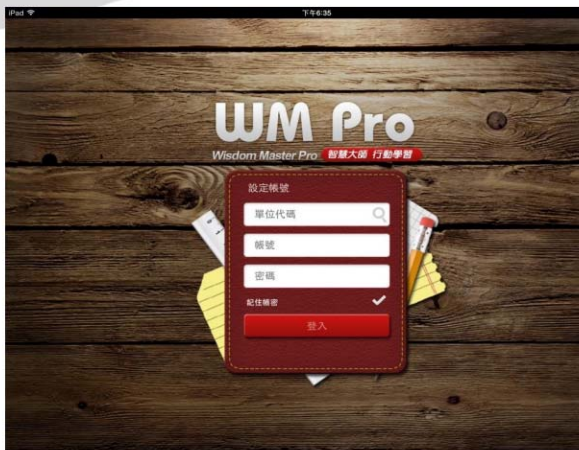 iPad 下午6:35
WM Pro
Wisdom Master Pro 智慧大師 行動學習
設定帳號
單位代碼
帳號
密碼
記住帳密
登入